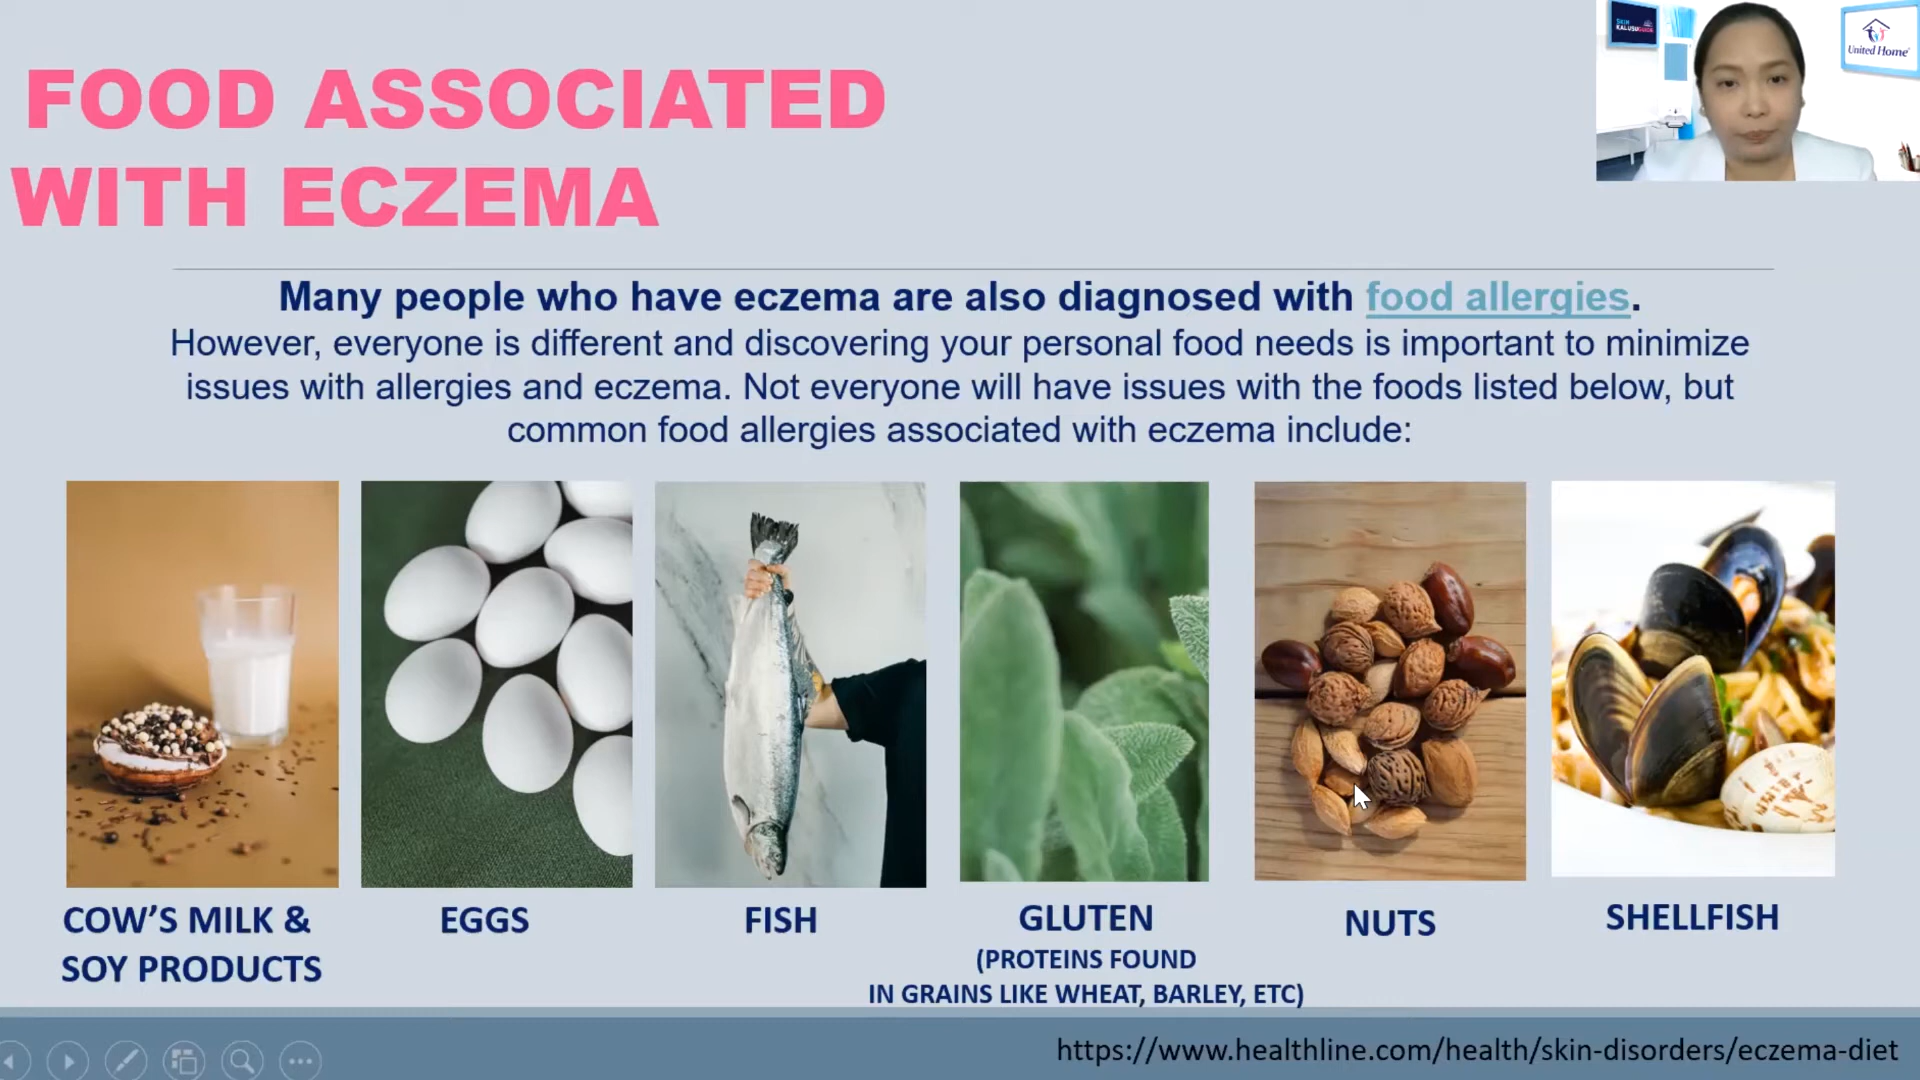 FOOD ASSOCIATED
WITH ECZEMA
SKIN
KALUSUGUIDE
United Home
Many people who have eczema are also diagnosed with food allergies.
However, everyone is different and discovering your personal food needs is important to minimize
issues with allergies and eczema. Not everyone will have issues with the foods listed below, but
common food allergies associated with eczema include:
COW’S MILK &
SOY PRODUCTS
EGGS
FISH
GLUTEN
(PROTEINS FOUND
IN GRAINS LIKE WHEAT, BARLEY, ETC)
NUTS
SHELLFISH
https://www.healthline.com/health/skin-disorders/eczema-diet